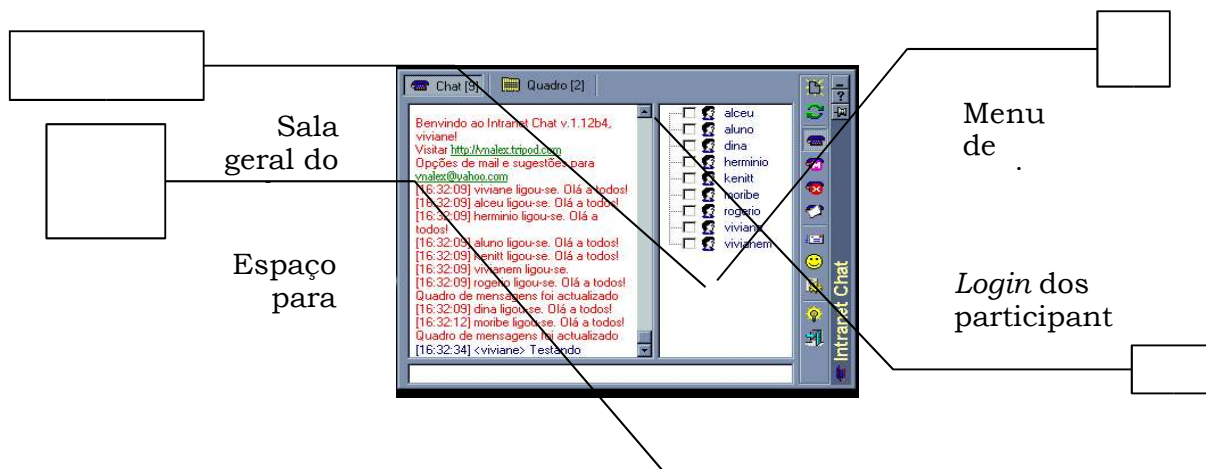 Chat [9]
Quadro [2]
Benvindo ao Intranet Chat v.1.12b4,
viviane!
Visitar http://vnalex.tripod.com
Opções de mail e sugestões para
vnalex@yahoo.com
[16:32:09] viviane ligou-se. Olá a todos!
[16:32:09] alceu ligou-se. Olá a todos!
[16:32:09] herminio ligou-se. Olá a
todos!
[16:32:09] aluno ligou-se. Olá a todos!
[16:32:09] kenitt ligou-se. Olá a todos!
[16:32:09] vivianem ligou-se.
[16:32:09] rogerio ligou-se. Olá a todos!
Quadro de mensagens foi actualizado
[16:32:09] dina ligou-se. Olá a todos!
[16:32:12] moribe ligou-se. Olá a todos!
Quadro de mensagens foi actualizado
[16:32:34] <viviane> Testando
alceu
aluno
dina
herminio
kenitt
moribe
rogerio
viviane
vivianem
Intranet Chat
Sala
geral do
Espaço
para
Menu
de
Login dos
participant